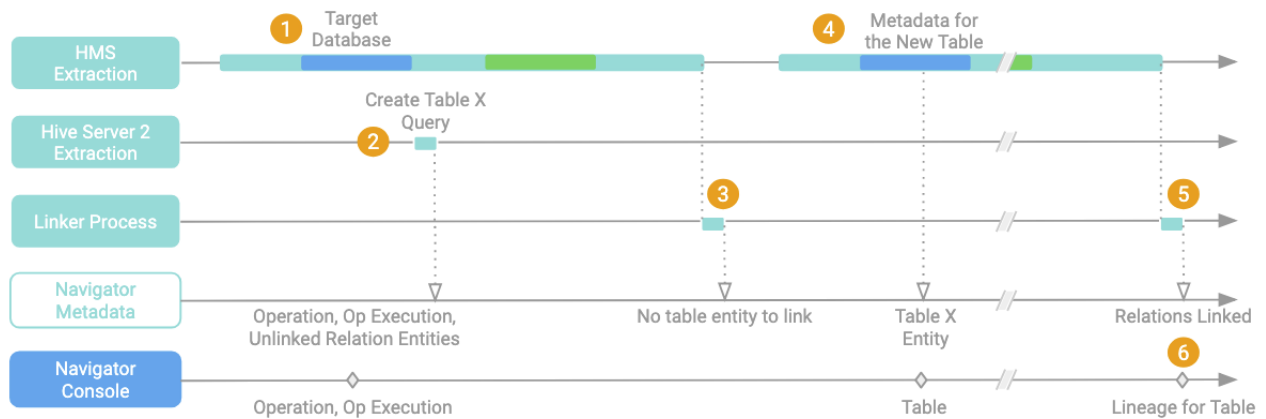 1
Target
Database
4
Metadata for
the New Table
HMS
Extraction
Create Table X
Query
Hive Server 2
Extraction
2
3
5
Linker Process
Navigator
Metadata
Operation, Op Execution,
Unlinked Relation Entities
No table entity to link
Table X
Entity
Relations Linked
6
Navigator
Console
Operation, Op Execution
Table
Lineage for Table